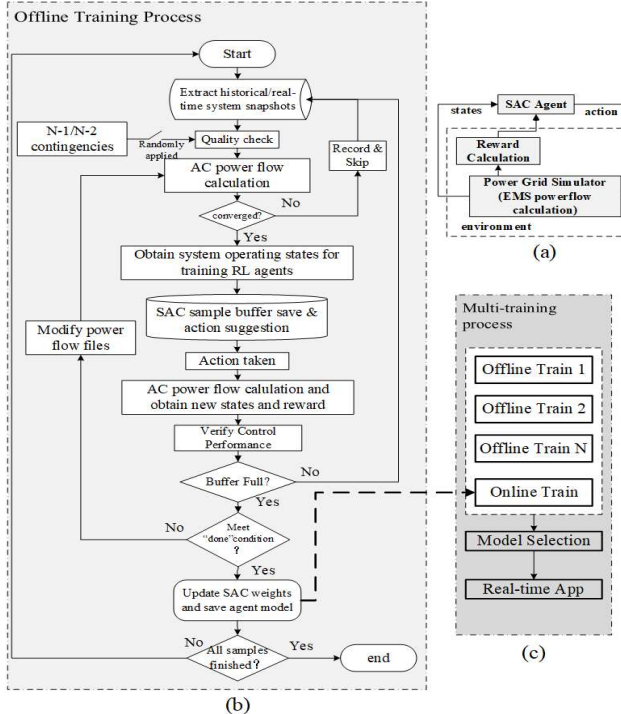 Offline Training Process
Start
Extract historical/real-
time system snapshots
N-1/N-2
contingencies
Randomly
applied
Quality check
Record &
Skip
AC power flow
calculation
converged?
No
Yes
Obtain system operating states for
training RL agents
SAC sample buffer save &
action suggestion
Modify power
flow files
Action taken
AC power flow calulation and
obtain new states and reward
Verify Control
Performance
Buffer Full?
No
Yes
Meet
“done”condition
?
No
Yes
Update SAC weights
and save agent model
All samples
finished?
No
Yes
end
(b)
states
SAC Agent
action
Reward
Calculation
Power Grid Simulator
(EMS powerflow
calculation)
environment
(a)
Multi-training
process
Offline Train 1
Offline Train 2
Offline Train N
Online Train
Model Selection
Real-time App
(c)